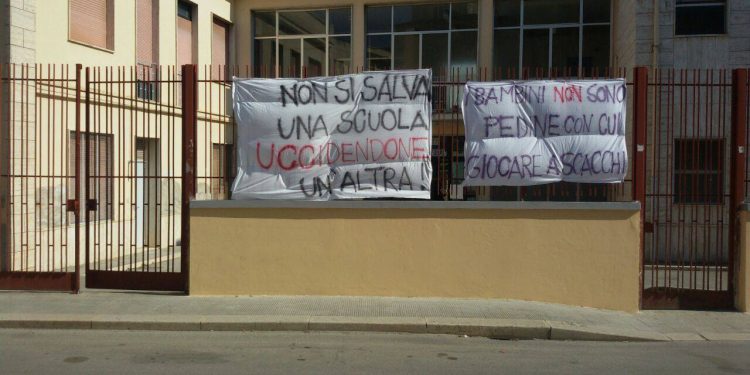 NON SI SALVA
UNA SCUOLA
UCCIDENDONE
UN'ALTRA!
I BAMBINI NON SONO
PEDINE CON CUI
GIOCARE A SCACCHI